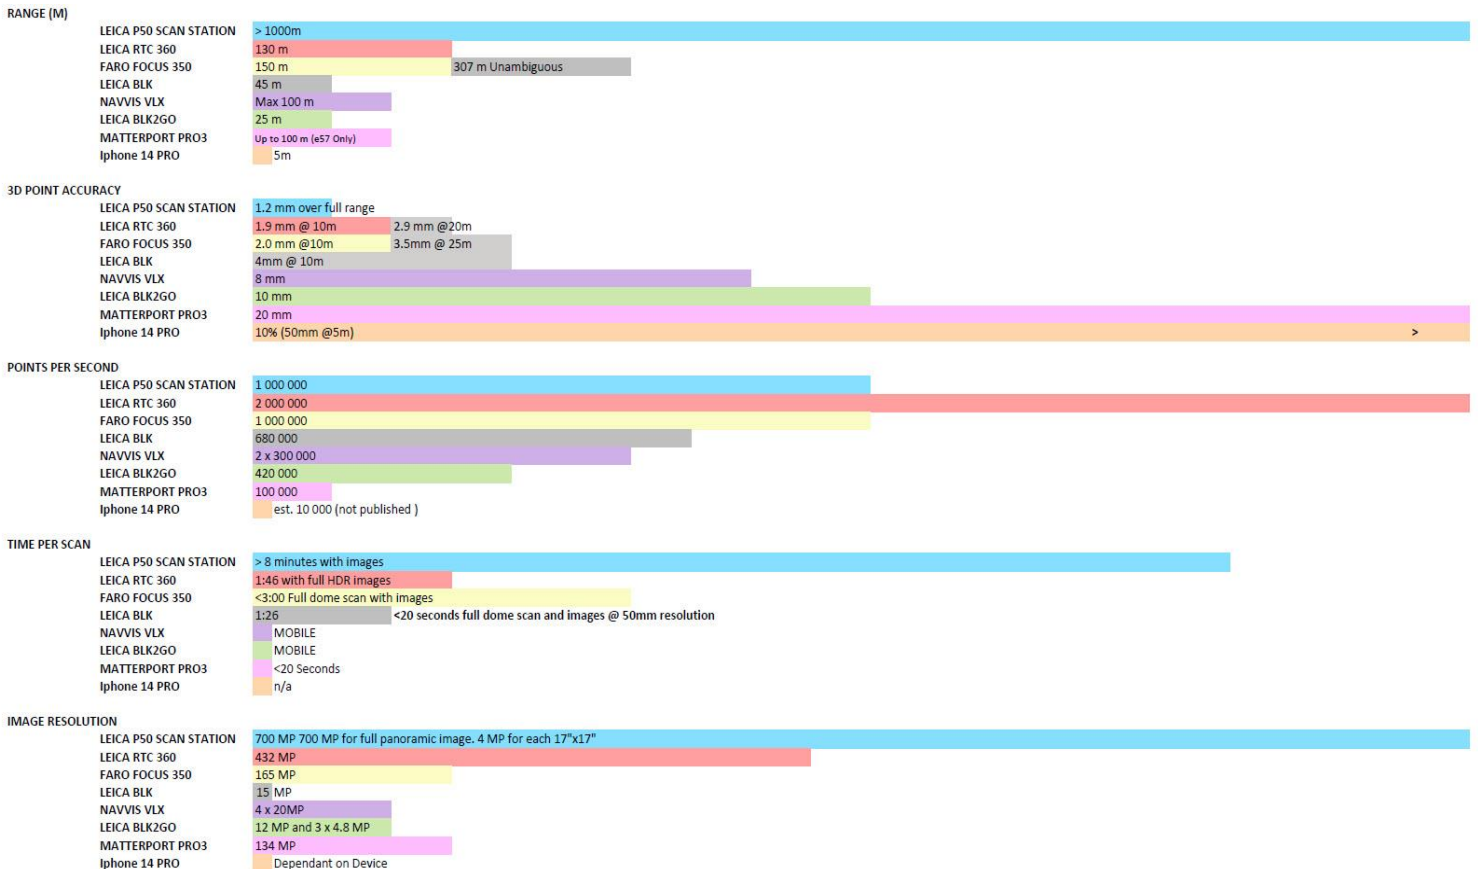 RANGE (M)
LEICA P50 SCAN STATION > 1000m
LEICA RTC 360 130 m
FARO FOCUS 350 150 m 307 m Unambiguous
LEICA BLK 45 m
NAVVIS VLX Max 100 m
LEICA BLK2GO 25 m
MATTERPORT PRO3 Up to 100 m (e57 Only)
Iphone 14 PRO 5m
3D POINT ACCURACY
LEICA P50 SCAN STATION 1.2 mm over full range
LEICA RTC 360 1.9 mm @ 10m 2.9 mm @20m
FARO FOCUS 350 2.0 mm @10m 3.5mm @ 25m
LEICA BLK 4mm @ 10m
NAVVIS VLX 8 mm
LEICA BLK2GO 10 mm
MATTERPORT PRO3 20 mm
Iphone 14 PRO 10% (50mm @5m) >
POINTS PER SECOND
LEICA P50 SCAN STATION 1 000 000
LEICA RTC 360 2 000 000
FARO FOCUS 350 1 000 000
LEICA BLK 680 000
NAVVIS VLX 2 x 300 000
LEICA BLK2GO 420 000
MATTERPORT PRO3 100 000
Iphone 14 PRO est. 10 000 (not published )
TIME PER SCAN
LEICA P50 SCAN STATION > 8 minutes with images
LEICA RTC 360 1:46 with full HDR images
FARO FOCUS 350 <3:00 Full dome scan with images
LEICA BLK 1:26 <20 seconds full dome scan and images @ 50mm resolution
NAVVIS VLX MOBILE
LEICA BLK2GO MOBILE
MATTERPORT PRO3 <20 Seconds
Iphone 14 PRO n/a
IMAGE RESOLUTION
LEICA P50 SCAN STATION 700 MP 700 MP for full panoramic image. 4 MP for each 17"x17"
LEICA RTC 360 432 MP
FARO FOCUS 350 165 MP
LEICA BLK 15 MP
NAVVIS VLX 4 x 20MP
LEICA BLK2GO 12 MP and 3 x 4.8 MP
MATTERPORT PRO3 134 MP
Iphone 14 PRO Dependant on Device